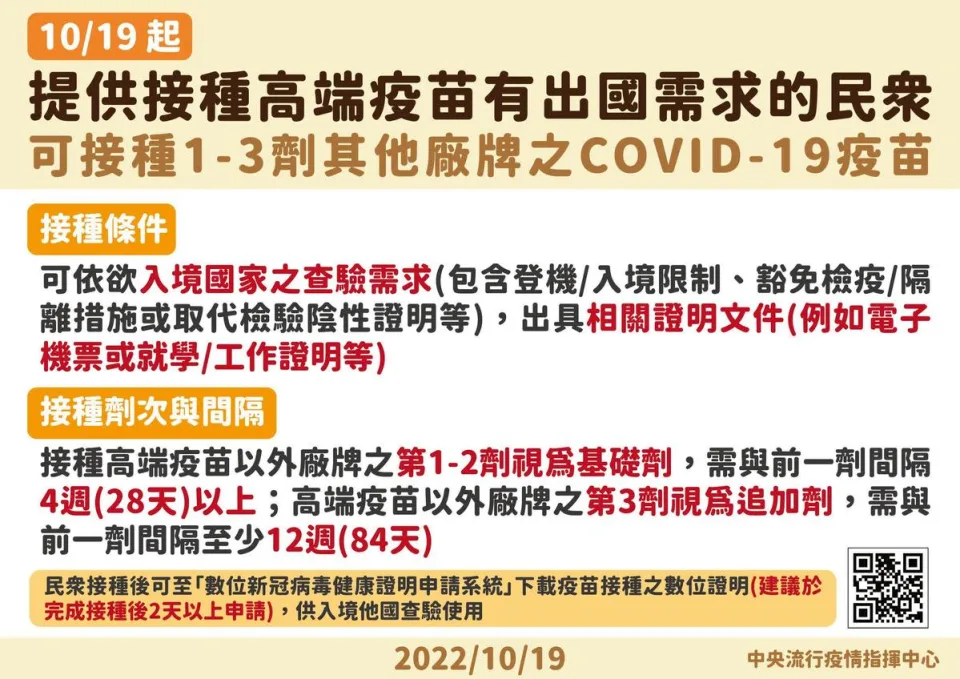 10/19 起
提供接種高端疫苗有出國需求的民衆
可接種1-3劑其他廠牌之COVID-19疫苗
接種條件
可依欲入境國家之查驗需求(包含登機/入境限制、豁免檢疫/隔
離措施或取代檢驗陰性證明等)，出具相關證明文件(例如電子
機票或就學/工作證明等)
接種劑次與間隔
接種高端疫苗以外廠牌之第1-2劑視爲基礎劑，需與前一劑間隔
4週(28天)以上；高端疫苗以外廠牌之第3劑視爲追加劑，需與
前一劑間隔至少12週(84天)
民衆接種後可至「數位新冠病毒健康證明申請系統」下載疫苗接種之數位證明(建議於
完成接種後2天以上申請)，供入境他國查驗使用
2022/10/19
中央流行疫情指揮中心